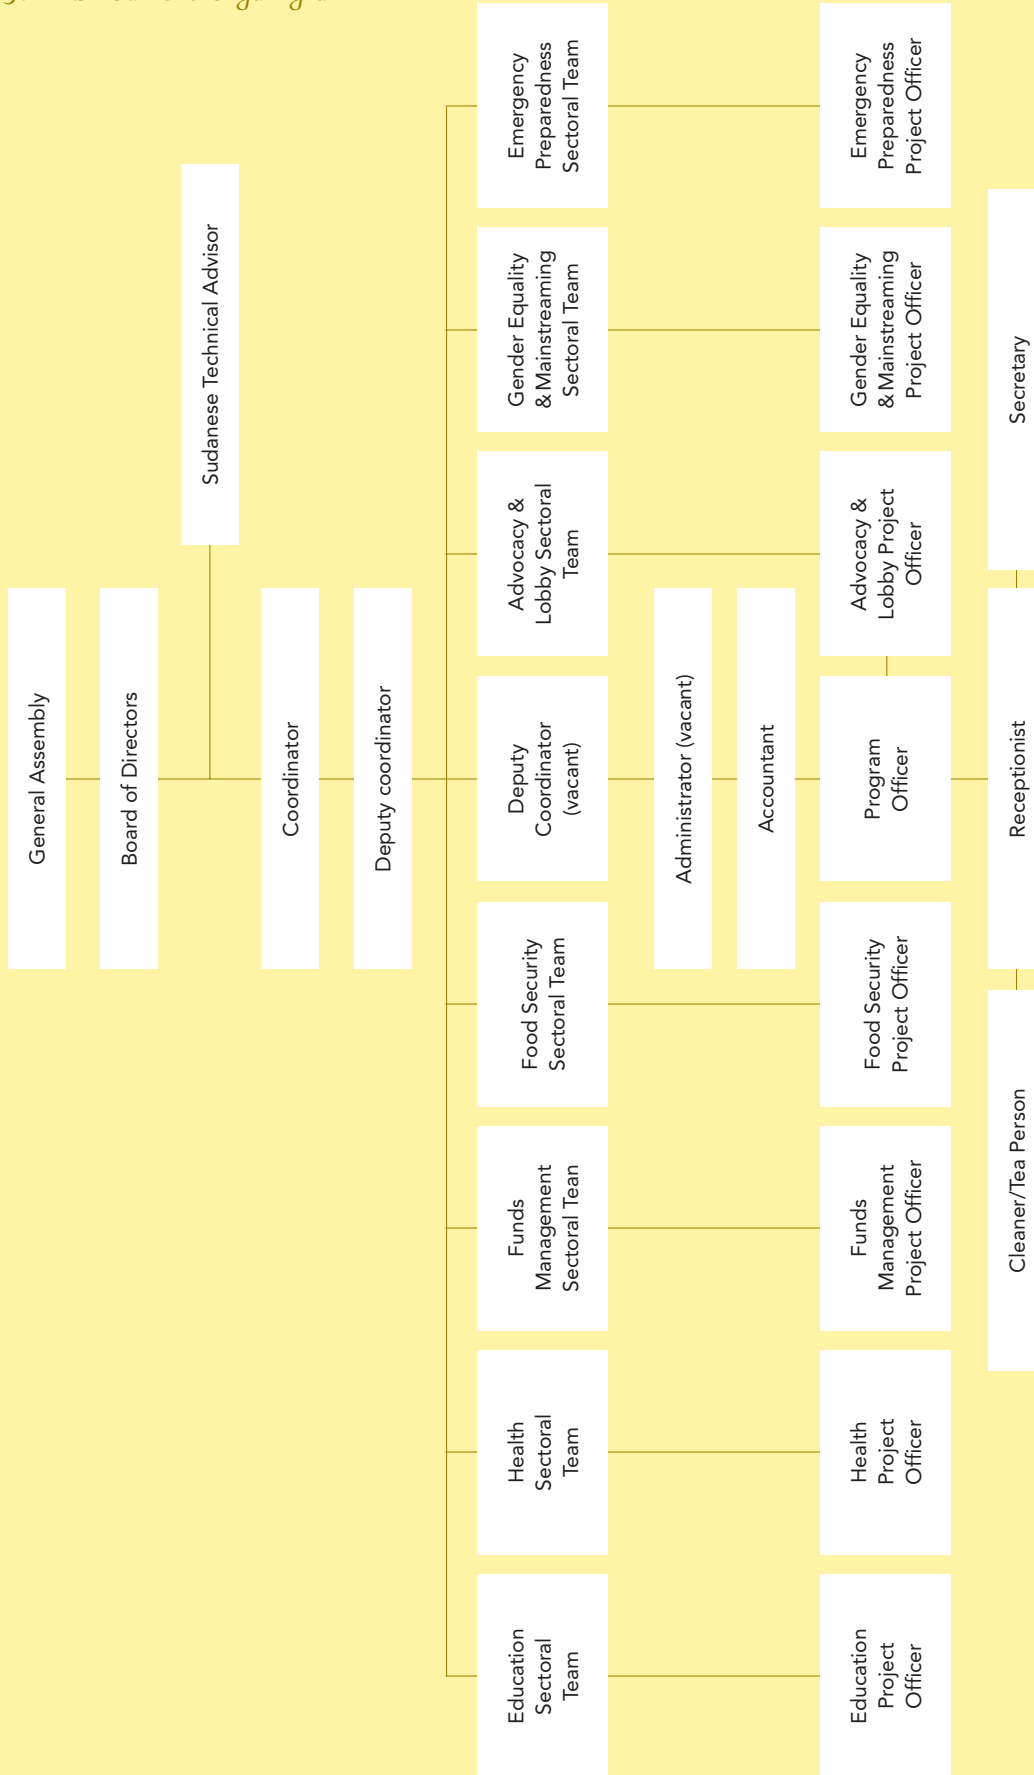 General Assembly
Board of Directors
Sudanese Technical Advisor
Coordinator
Deputy coordinator
Education
Sectoral
Team
Health
Sectoral
Team
Funds
Management
Sectoral Tean
Food Security
Sectoral Team
Deputy
Coordinator
(vacant)
Advocacy &
Lobby Sectoral
Team
Gender Equality
& Mainstreaming
Sectoral Team
Emergency
Preparedness
Sectoral Team
Administrator (vacant)
Accountant
Education
Project
Officer
Health
Project
Officer
Funds
Management
Project Officer
Food Security
Project Officer
Program
Officer
Advocacy &
Lobby Project
Officer
Gender Equality
& Mainstreaming
Project Officer
Emergency
Preparedness
Project Officer
Cleaner/Tea Person
Receptionist
Secretary